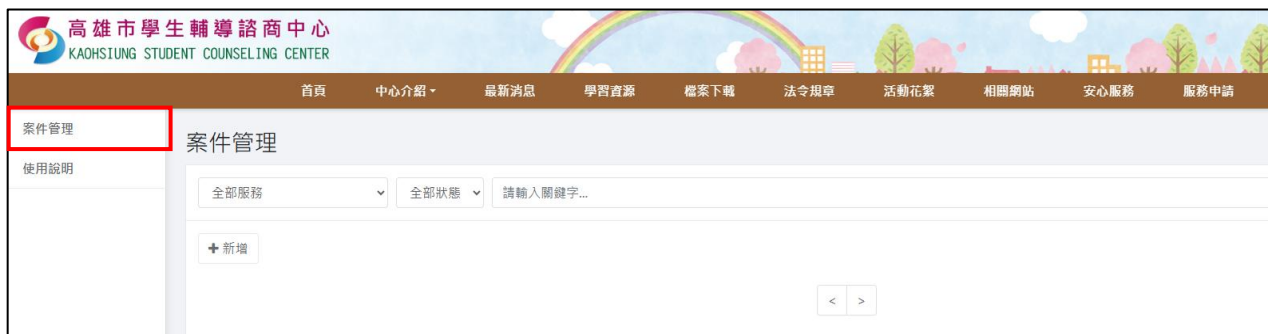 高雄市學生輔導諮商中心
KAOHSIUNG STUDENT COUNSELING CENTER
首頁 中心介紹 最新消息 學習資源 檔案下載 法令規章 活動花絮 相關網站 安心服務 服務申請
案件管理
使用說明
案件管理
全部服務 全部狀態 請輸入關鍵字...
+ 新增
< >